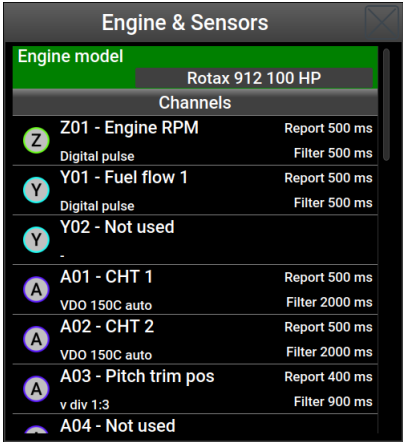 Engine & Sensors
Engine model
Rotax 912 100 HP
Channels
Z Z01 - Engine RPM Report 500 ms
Digital pulse Filter 500 ms
Y Y01 - Fuel flow 1 Report 500 ms
Digital pulse Filter 500 ms
Y Y02 - Not used
-
A A01 - CHT 1 Report 500 ms
VDO 150C auto Filter 2000 ms
A A02 - CHT 2 Report 500 ms
VDO 150C auto Filter 2000 ms
A A03 - Pitch trim pos Report 400 ms
v div 1:3 Filter 900 ms
A04 - Not used